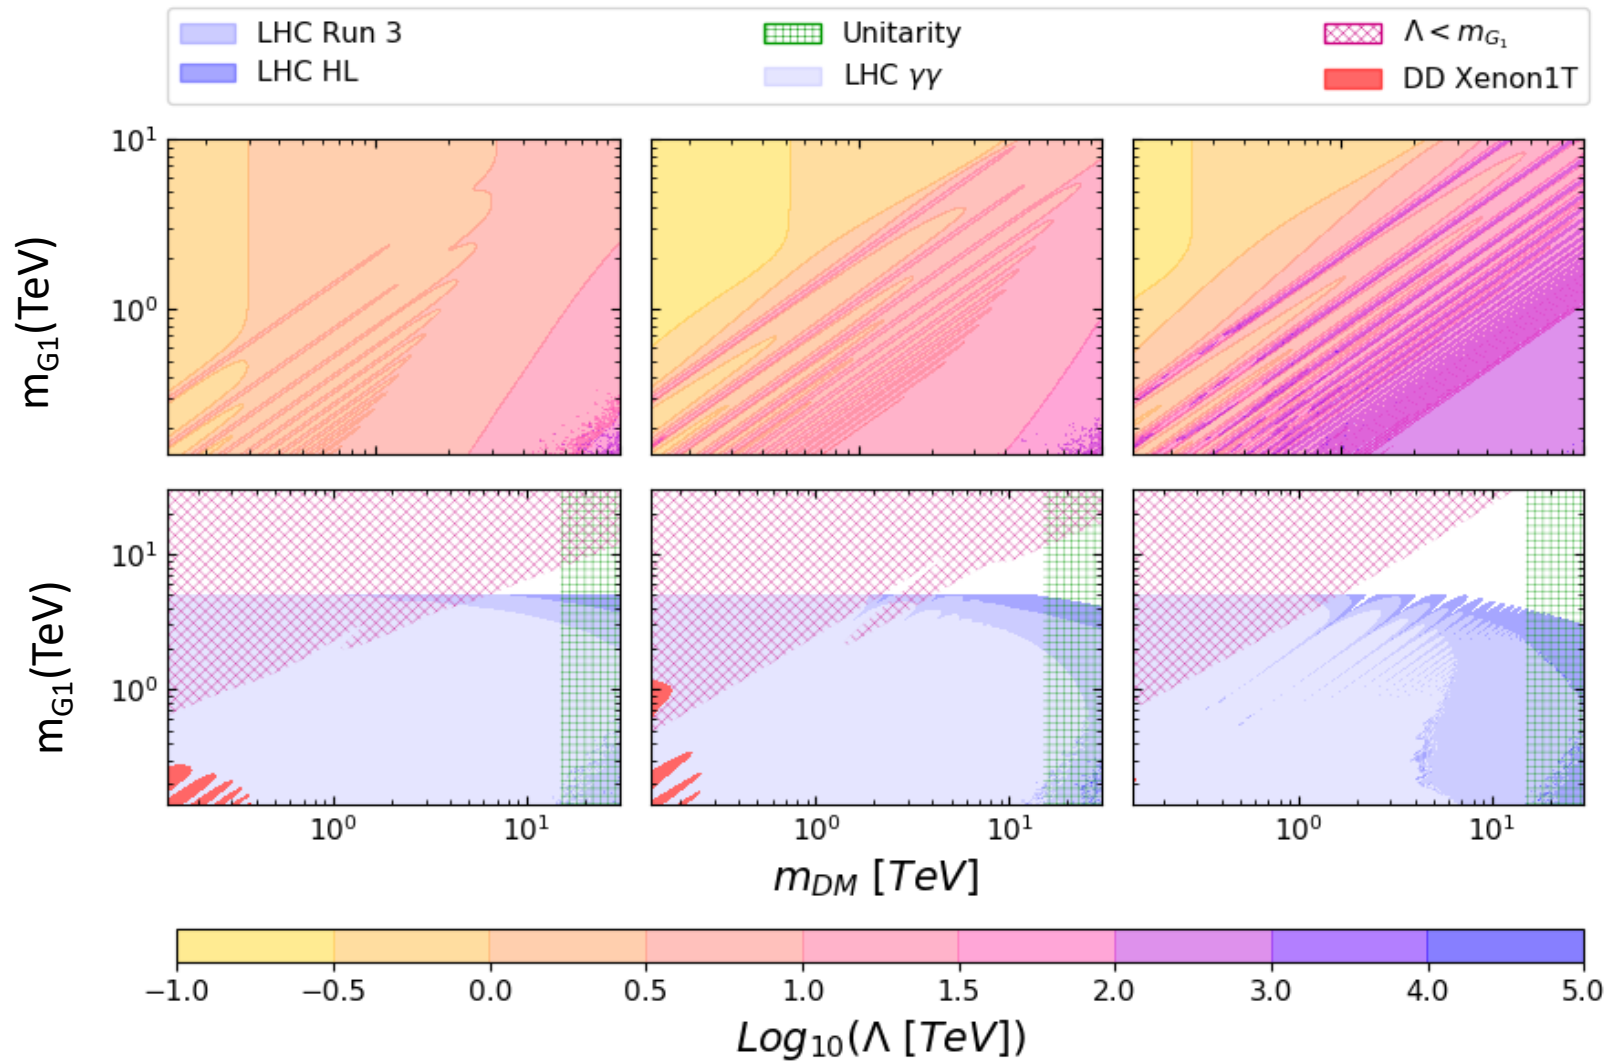 LHC Run 3
Unitarity
Λ < m_{G_1}
LHC HL
LHC γγ
DD Xenon1T
10^1
m_{G1}(TeV)
10^0
10^1
m_{G1}(TeV)
10^0
10^0 10^1 10^0 10^1 10^0 10^1
m_{DM} [TeV]
−1.0 −0.5 0.0 0.5 1.0 1.5 2.0 3.0 4.0 5.0
Log_{10}(Λ [TeV])